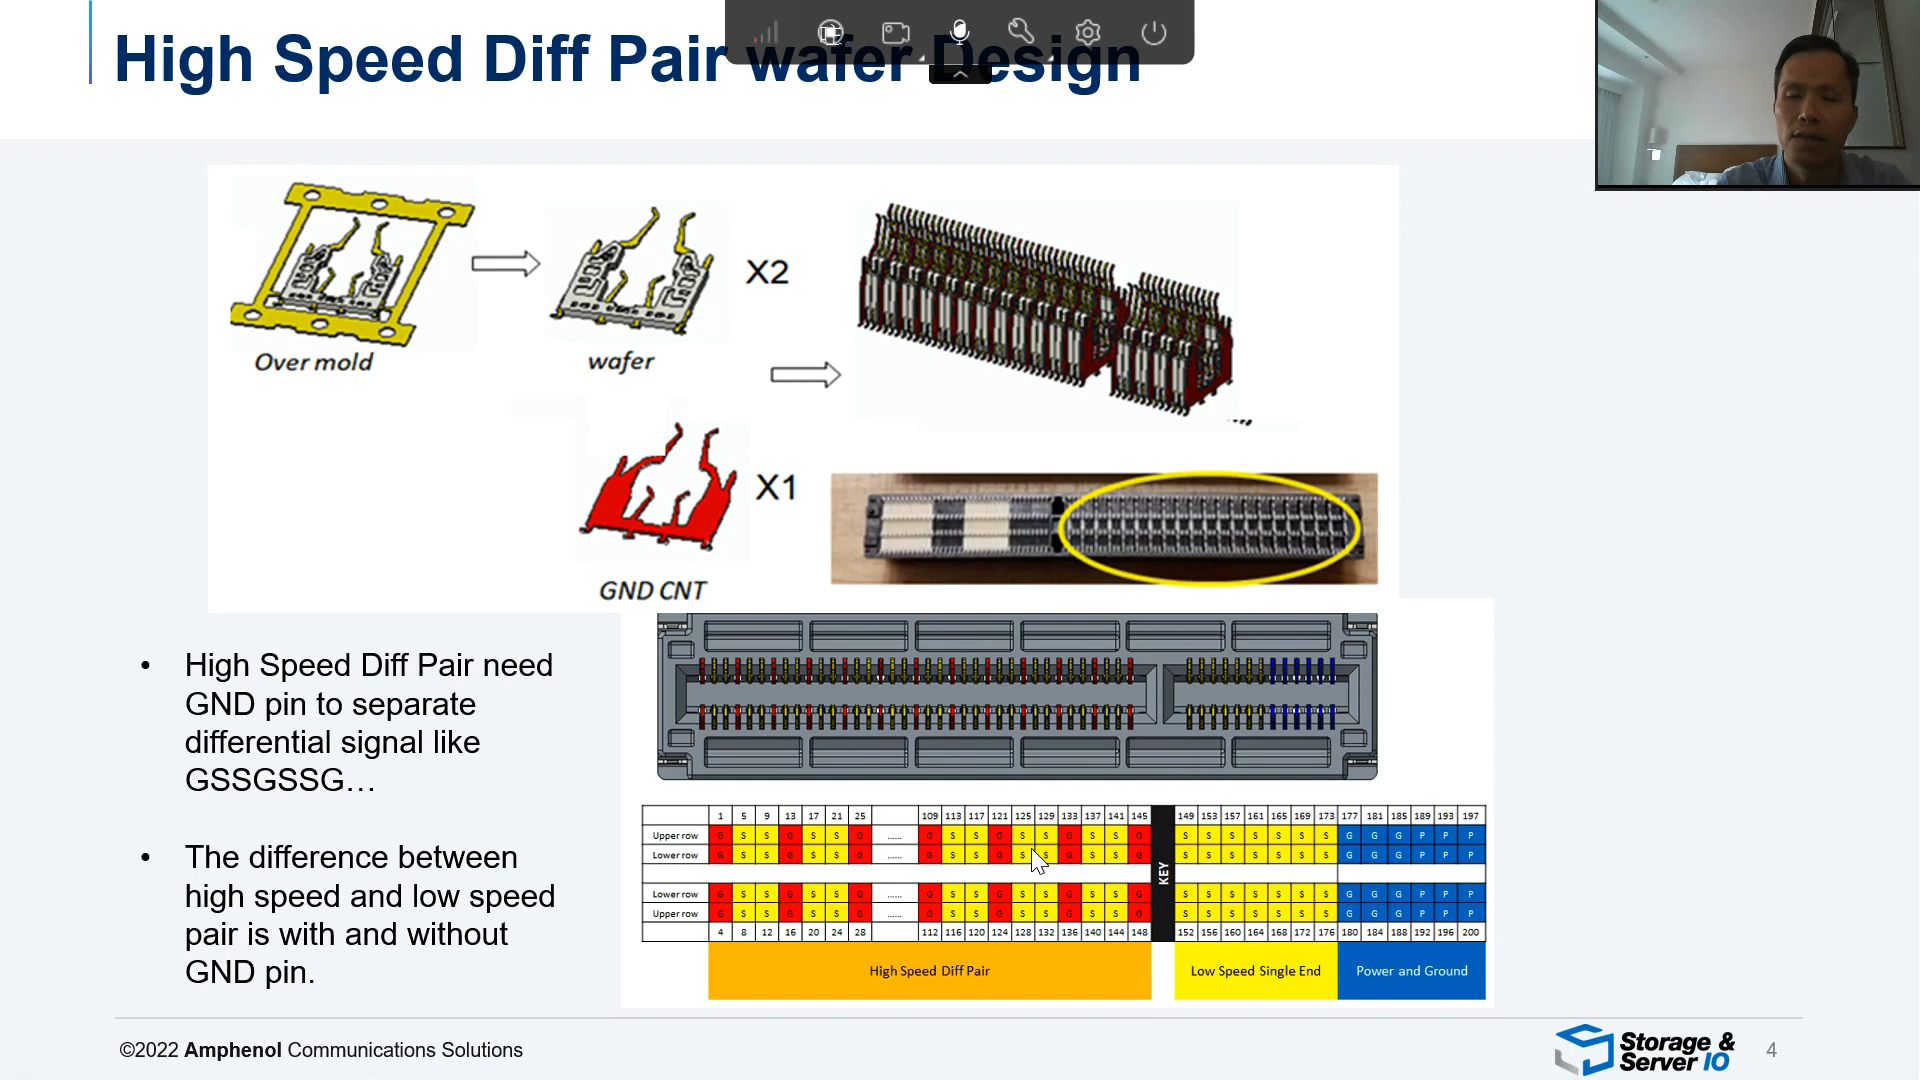 High Speed Diff Pair wafer Design
X2
Over mold
wafer
X1
GND CNT
• High Speed Diff Pair need
GND pin to separate
differential signal like
GSSGSSG…
• The difference between
high speed and low speed
pair is with and without
GND pin.
1 5 9 13 17 21 25 109 113 117 121 125 129 133 137 141 145 149 153 157 161 165 169 173 177 181 185 189 193 197
Upper row G S S G S S G ...... G S S G S S G S S G S S S S S S S G G G P P P
Lower row G S S G S S G ...... G S S G S S G S S G S S S S S S S G G G P P P
KEY
Lower row G S S G S S G ...... G S S G S S G S S G S S S S S S S G G G P P P
Upper row G S S G S S G ...... G S S G S S G S S G S S S S S S S G G G P P P
4 8 12 16 20 24 28 112 116 120 124 128 132 136 140 144 148 152 156 160 164 168 172 176 180 184 188 192 196 200
High Speed Diff Pair Low Speed Single End Power and Ground
©2022 Amphenol Communications Solutions
Storage &
Server IO
4